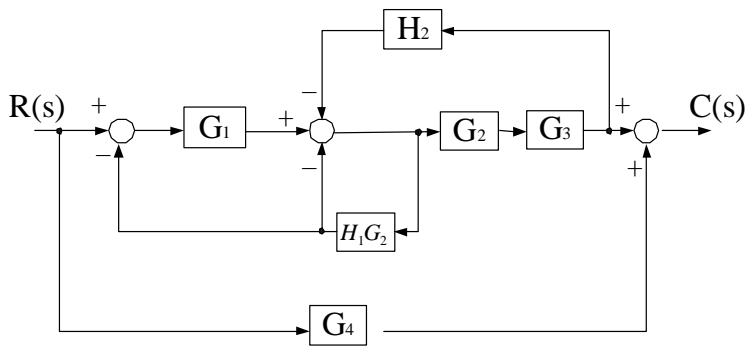 H₂
−
R(s) + G₁ + G₂ G₃ + C(s)
− − +
H₁G₂
G₄